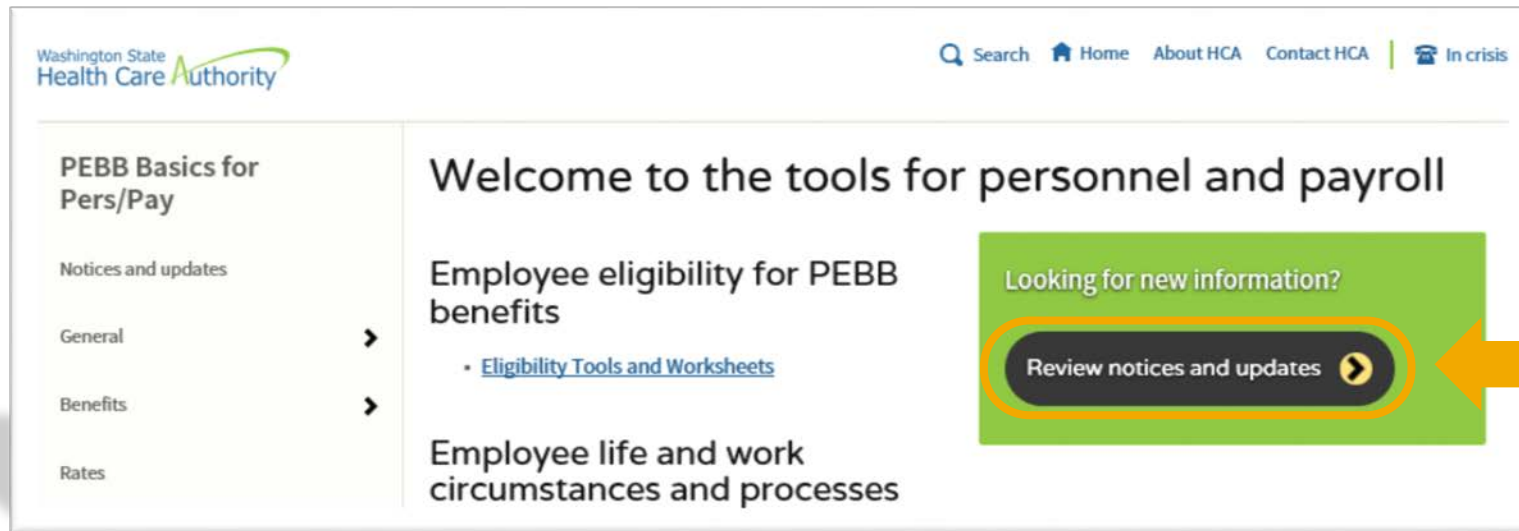 Washington State
Health Care Authority
Search Home About HCA Contact HCA In crisis
PEBB Basics for
Pers/Pay
Notices and updates
General
Benefits
Rates
Welcome to the tools for personnel and payroll
Employee eligibility for PEBB
benefits
Eligibility Tools and Worksheets
Employee life and work
circumstances and processes
Looking for new information?
Review notices and updates